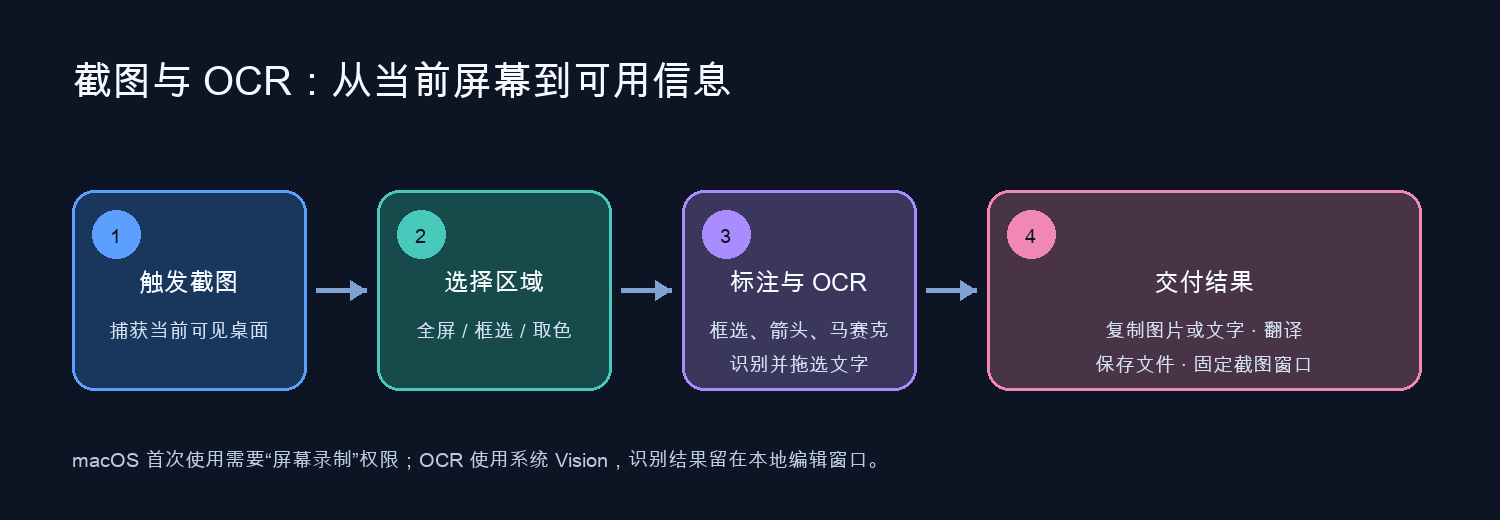 截图与 OCR：从当前屏幕到可用信息
1
触发截图
捕获当前可见桌面
2
选择区域
全屏 / 框选 / 取色
3
标注与 OCR
框选、箭头、马赛克
识别并拖选文字
4
交付结果
复制图片或文字 · 翻译
保存文件 · 固定截图窗口
macOS 首次使用需要“屏幕录制”权限；OCR 使用系统 Vision，识别结果留在本地编辑窗口。